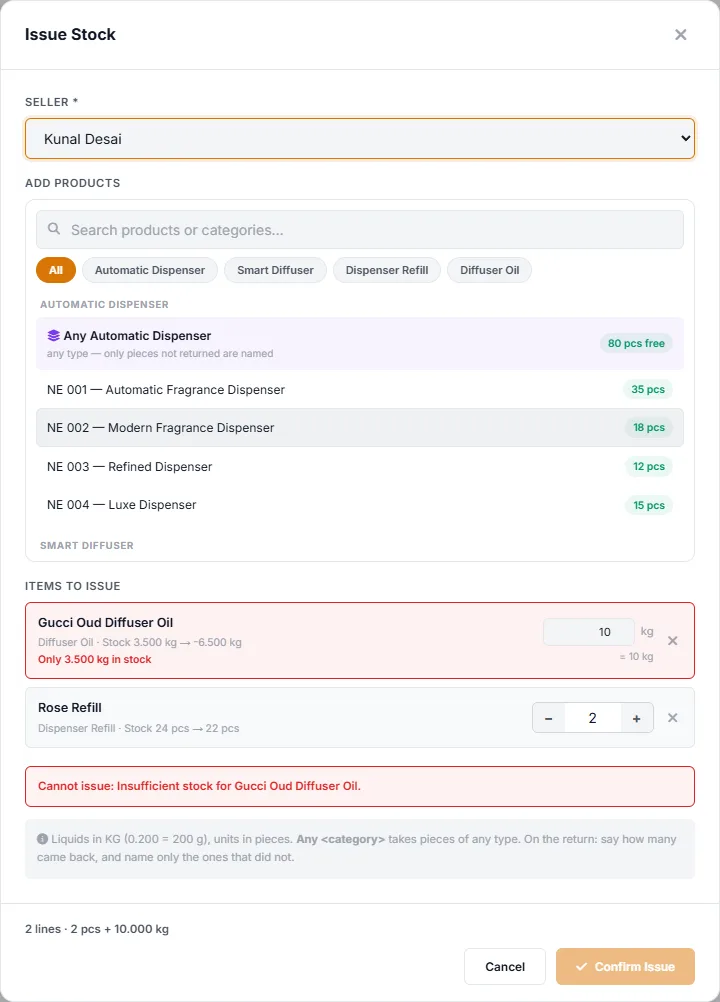 Issue Stock
SELLER *
Kunal Desai
ADD PRODUCTS
Search products or categories...
All
Automatic Dispenser
Smart Diffuser
Dispenser Refill
Diffuser Oil
AUTOMATIC DISPENSER
Any Automatic Dispenser
any type — only pieces not returned are named
80 pcs free
NE 001 — Automatic Fragrance Dispenser
35 pcs
NE 002 — Modern Fragrance Dispenser
18 pcs
NE 003 — Refined Dispenser
12 pcs
NE 004 — Luxe Dispenser
15 pcs
SMART DIFFUSER
ITEMS TO ISSUE
Gucci Oud Diffuser Oil
Diffuser Oil · Stock 3.500 kg → -6.500 kg
Only 3.500 kg in stock
10 kg
= 10 kg
Rose Refill
Dispenser Refill · Stock 24 pcs → 22 pcs
− 2 +
Cannot issue: Insufficient stock for Gucci Oud Diffuser Oil.
Liquids in KG (0.200 = 200 g), units in pieces. Any <category> takes pieces of any type. On the return: say how many
came back, and name only the ones that did not.
2 lines · 2 pcs + 10.000 kg
Cancel
Confirm Issue